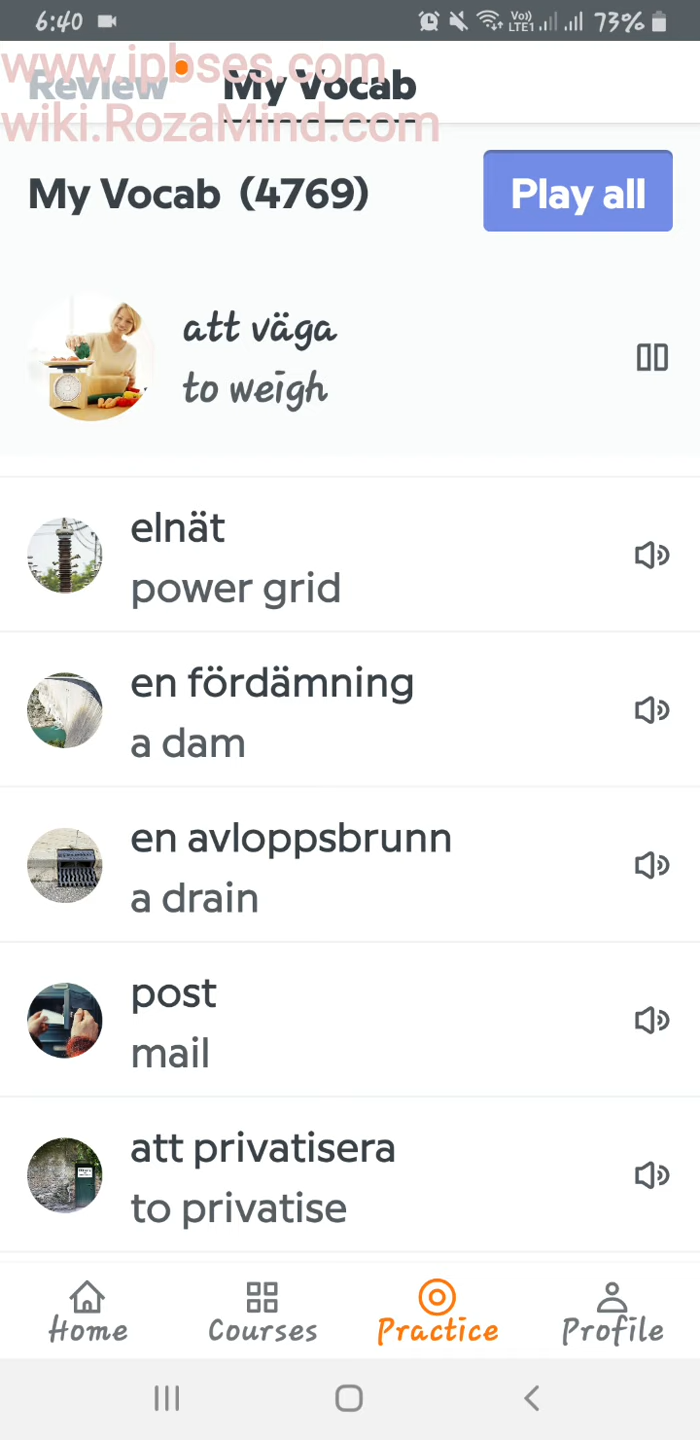 6:40 Vo) LTE1 73%
www.ipbses.com
Review My Vocab
wiki.RozaMind.com
My Vocab (4769) Play all
att väga
to weigh
elnät
power grid
en fördämning
a dam
en avloppsbrunn
a drain
post
mail
att privatisera
to privatise
Home Courses Practice Profile